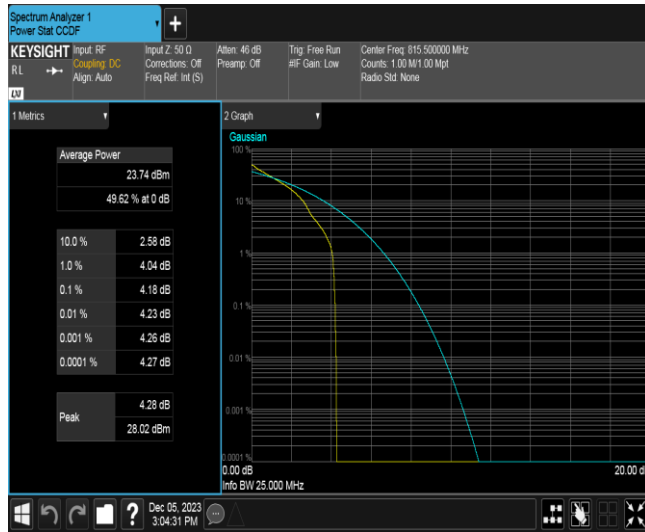 Spectrum Analyzer 1
Power Stat CCDF
+
KEYSIGHT
RL
LXI
Input: RF
Coupling: DC
Align: Auto
Input Z: 50 Ω
Corrections: Off
Freq Ref: Int (S)
Atten: 46 dB
Preamp: Off
Trig: Free Run
#IF Gain: Low
Center Freq: 815.500000 MHz
Counts: 1.00 M/1.00 Mpt
Radio Std: None
1 Metrics
Average Power
23.74 dBm
49.62 % at 0 dB
10.0 % 2.58 dB
1.0 % 4.04 dB
0.1 % 4.18 dB
0.01 % 4.23 dB
0.001 % 4.26 dB
0.0001 % 4.27 dB
Peak
4.28 dB
28.02 dBm
2 Graph
Gaussian
100 %
10 %
1 %
0.1 %
0.01 %
0.001 %
0.0001 %
0.00 dB
20.00 d
Info BW 25.000 MHz
?
Dec 05, 2023
3:04:31 PM